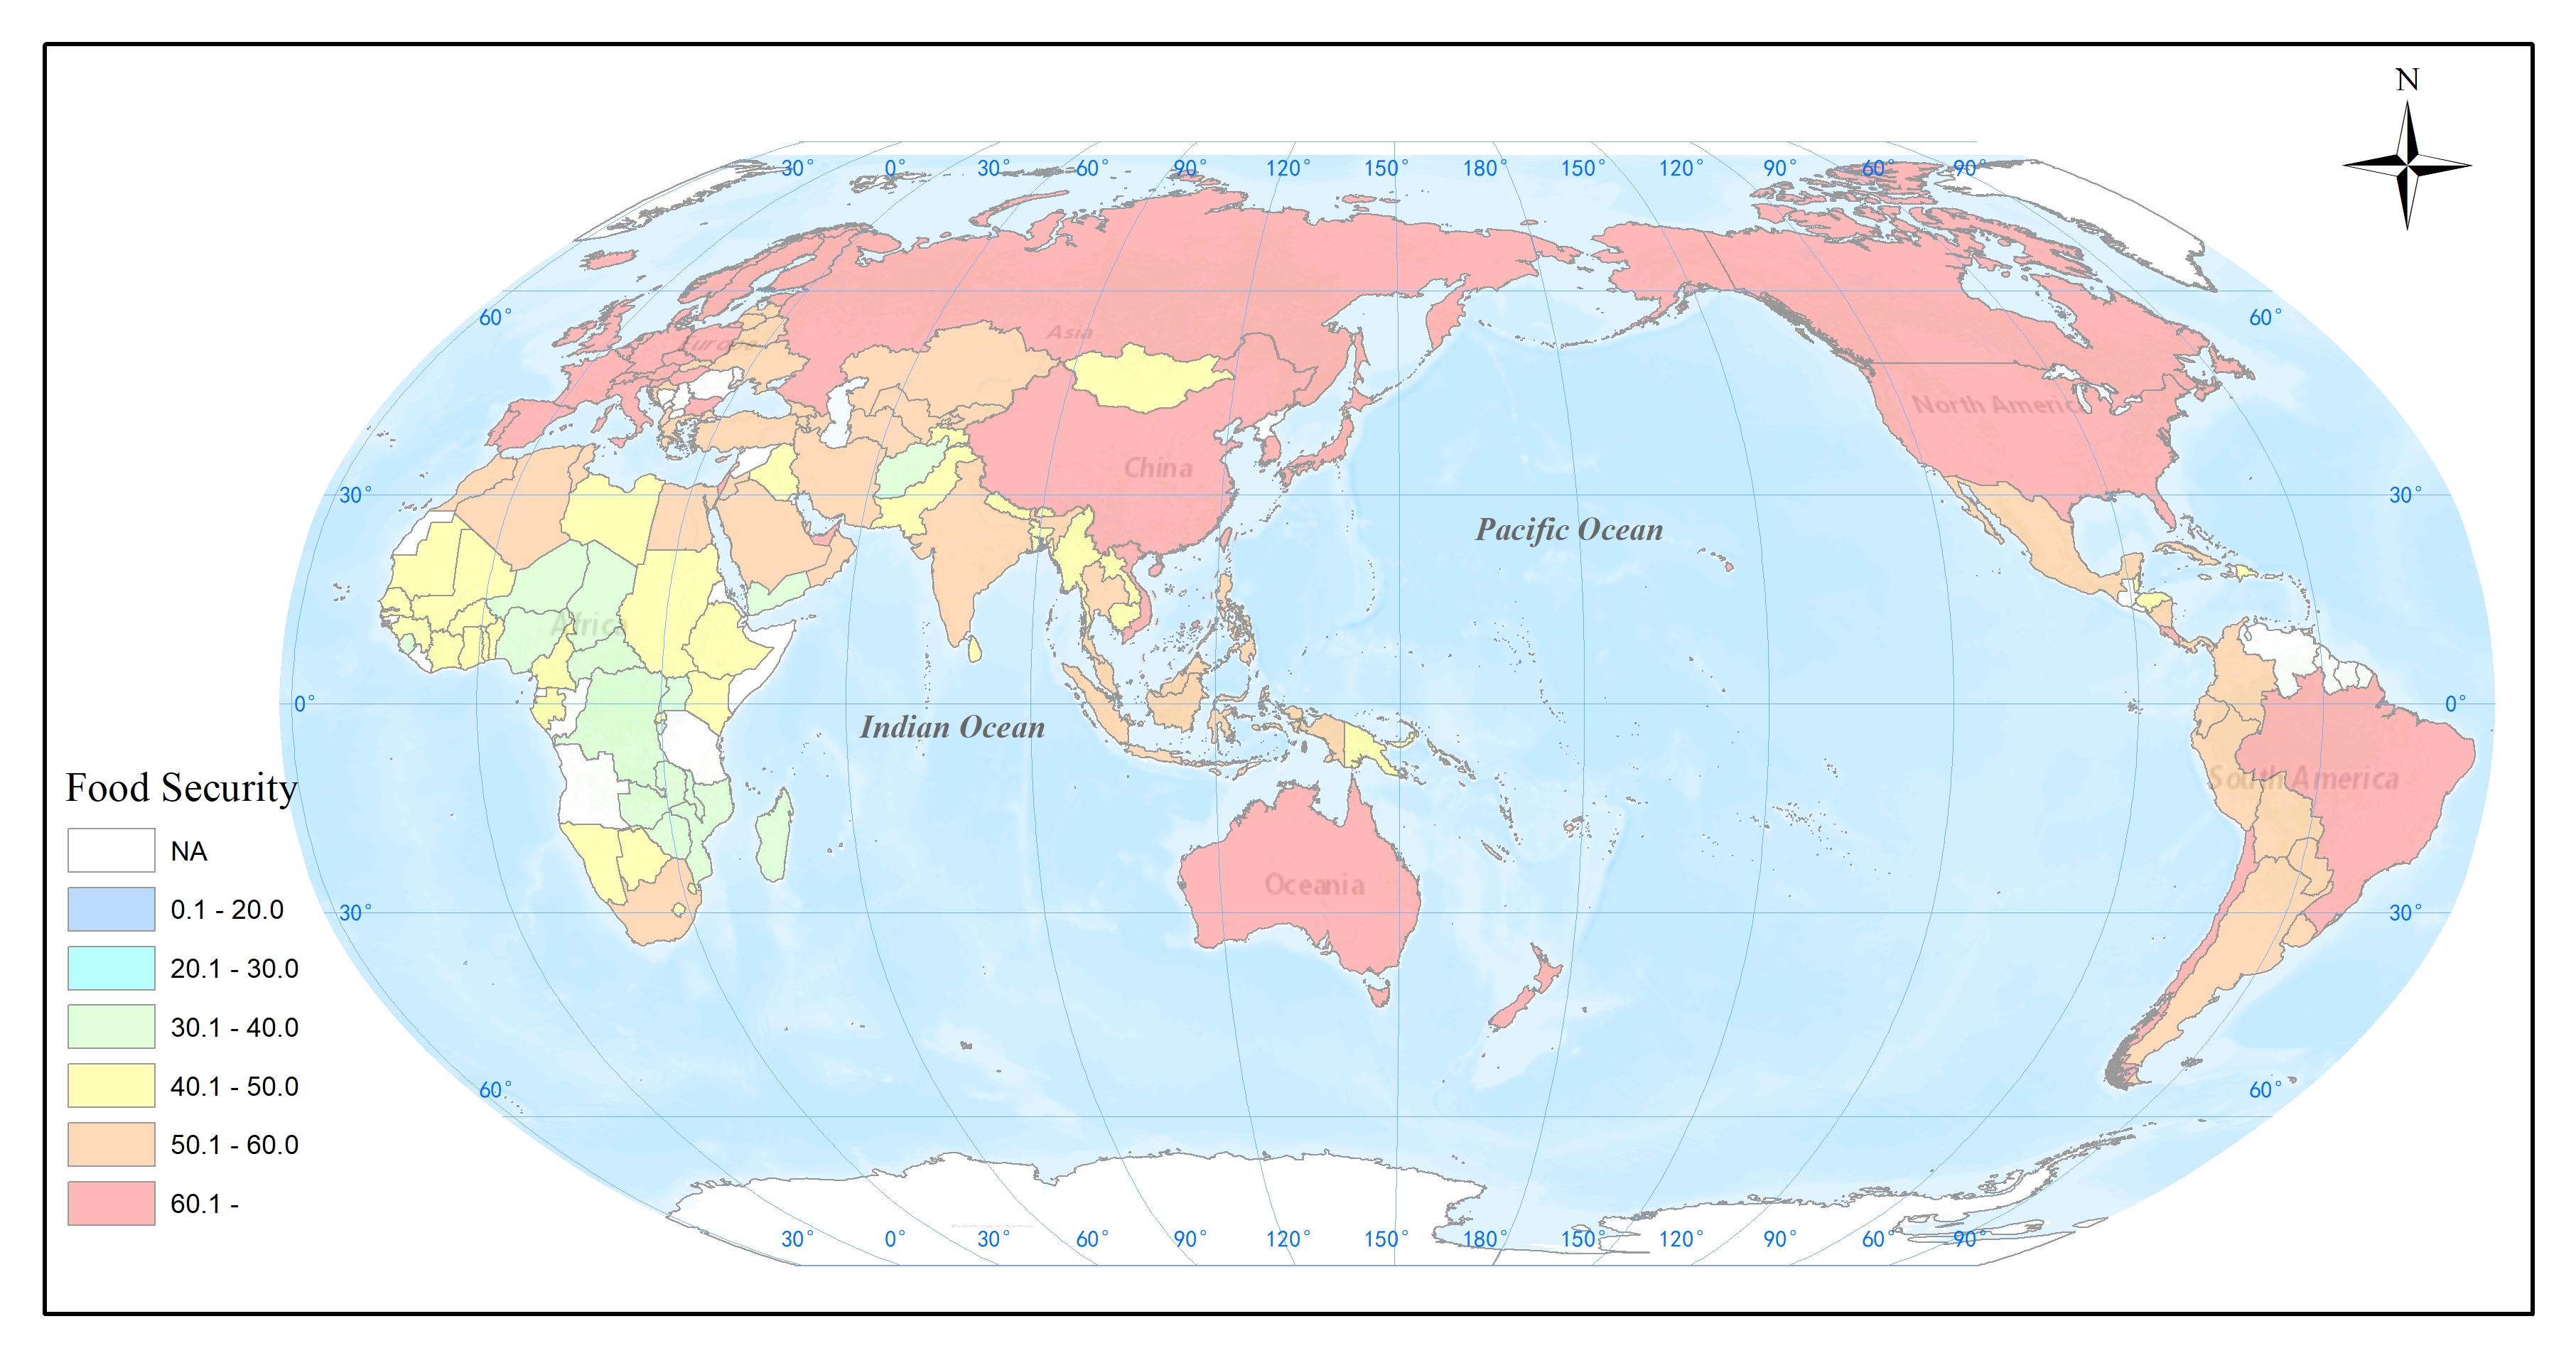 N
30° 0° 30° 60° 90° 120° 150° 180° 150° 120° 90° 60° 90°
60° 60°
Asia
Europe
North America
China
30° 30°
Pacific Ocean
Africa
0° 0°
Indian Ocean
South America
Food Security
NA
Oceania
0.1 - 20.0
30° 30°
20.1 - 30.0
30.1 - 40.0
40.1 - 50.0
60° 60°
50.1 - 60.0
60.1 -
Antarctica
30° 0° 30° 60° 90° 120° 150° 180° 150° 120° 90° 60° 90°